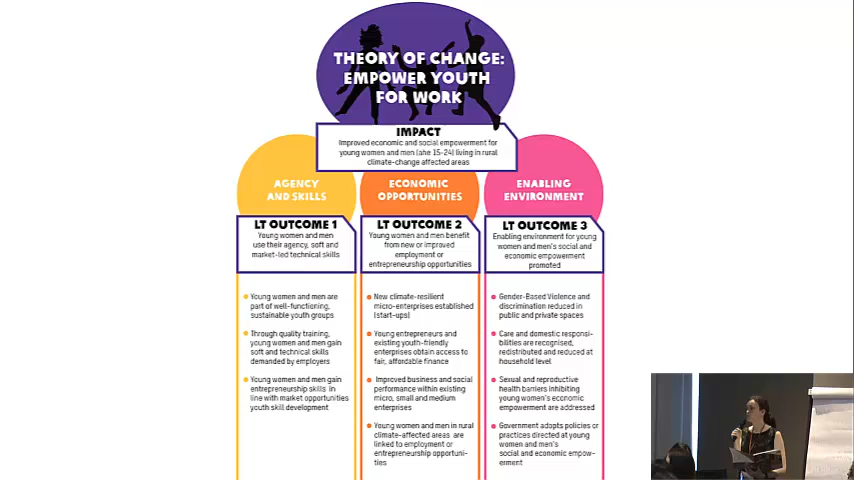 THEORY OF CHANGE:
EMPOWER YOUTH
FOR WORK
IMPACT
Improved economic and social empowerment for
young women and men (ahe 15-24) living in rural
climate-change affected areas
AGENCY
AND SKILLS
LT OUTCOME 1
Young women and men
use their agency, soft and
market-led technical skills
Young women and men are
part of well-functioning,
sustainable youth groups
Through quality training,
young women and men gain
soft and technical skills
demanded by employers
Young women and men gain
entrepreneurship skills in
line with market opportunities
youth skill development
ECONOMIC
OPPORTUNITIES
LT OUTCOME 2
Young women and men benefit
from new or improved
employment or
entrepreneurship opportunities
New climate-resilient
micro-enterprises established
(start-ups)
Young entrepreneurs and
existing youth-friendly
enterprises obtain access to
fair, affordable finance
Improved business and social
performance within existing
micro, small and medium
enterprises
Young women and men in rural
climate-affected areas are
linked to employment or
entrepreneurship opportuni-
ties
ENABLING
ENVIRONMENT
LT OUTCOME 3
Enabling environment for young
women and men's social and
economic empowerment
promoted
Gender-Based Violence and
discrimination reduced in
public and private spaces
Care and domestic responsi-
bilities are recognised,
redistributed and reduced at
household level
Sexual and reproductive
health barriers inhibiting
young women's economic
empowerment are addressed
Government adopts policies or
practices directed at young
women and men's
social and economic empow-
erment